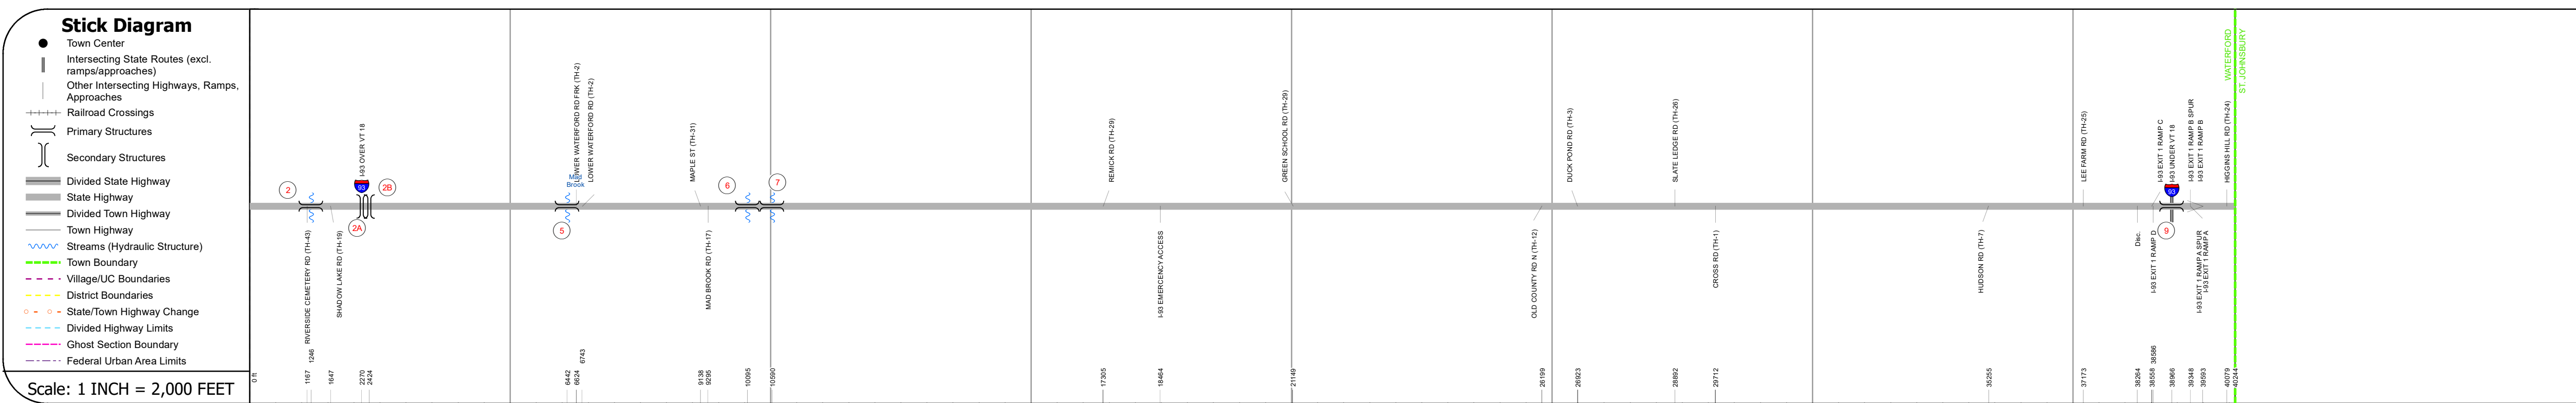 Stick Diagram
Town Center
Intersecting State Routes (excl.
ramps/approaches)
Other Intersecting Highways, Ramps,
Approaches
Railroad Crossings
Primary Structures
Secondary Structures
Divided State Highway
State Highway
Divided Town Highway
Town Highway
Streams (Hydraulic Structure)
Town Boundary
Village/UC Boundaries
District Boundaries
State/Town Highway Change
Divided Highway Limits
Ghost Section Boundary
Federal Urban Area Limits
Scale: 1 INCH = 2,000 FEET
2
RIVERSIDE CEMETERY RD (TH-43)
SHADOW LAKE RD (TH-19)
I-93 OVER VT 18
93
2A
2B
LOWER WATERFORD RD FRK (TH-2)
LOWER WATERFORD RD (TH-2)
Mad
Brook
5
MAPLE ST (TH-31)
MAD BROOK RD (TH-17)
6
7
REMICK RD (TH-29)
I-93 EMERGENCY ACCESS
GREEN SCHOOL RD (TH-29)
OLD COUNTY RD N (TH-12)
DUCK POND RD (TH-3)
SLATE LEDGE RD (TH-26)
CROSS RD (TH-1)
HUDSON RD (TH-7)
LEE FARM RD (TH-25)
Disc.
I-93 EXIT 1 RAMP D
I-93 EXIT 1 RAMP C
I-93 UNDER VT 18
93
9
I-93 EXIT 1 RAMP B SPUR
I-93 EXIT 1 RAMP B
I-93 EXIT 1 RAMP A SPUR
I-93 EXIT 1 RAMP A
HIGGINS HILL RD (TH-24)
WATERFORD
ST. JOHNSBURY
0 ft
1167
1246
1647
2270
2424
6442
6624
6743
9138
9295
10095
10590
17305
18464
21149
26199
26923
28892
29712
35255
37173
38264
38558
38586
38966
39348
39593
40079
40244